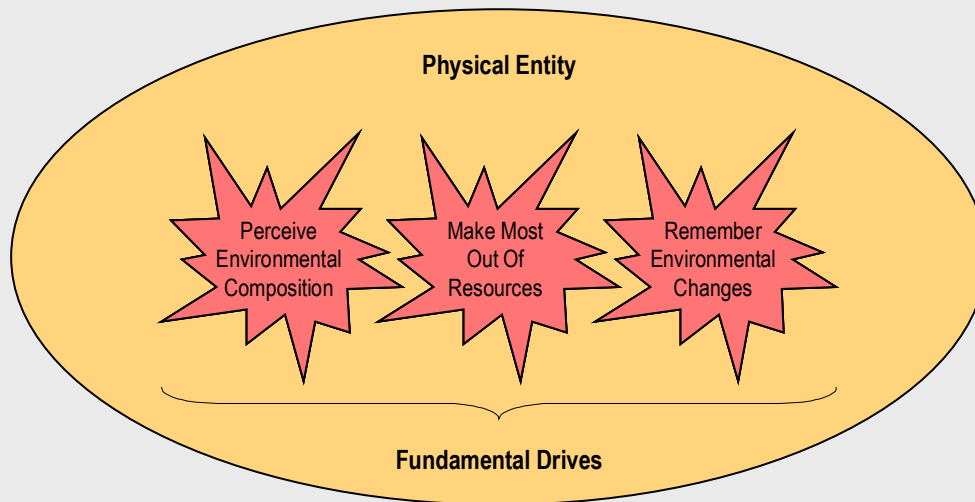 Physical Entity
Perceive
Environmental
Composition
Make Most
Out Of
Resources
Remember
Environmental
Changes
Fundamental Drives